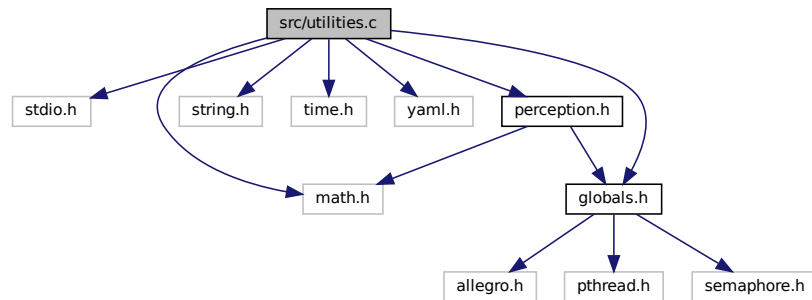 src/utilities.c
stdio.h
string.h
time.h
yaml.h
perception.h
math.h
globals.h
allegro.h
pthread.h
semaphore.h